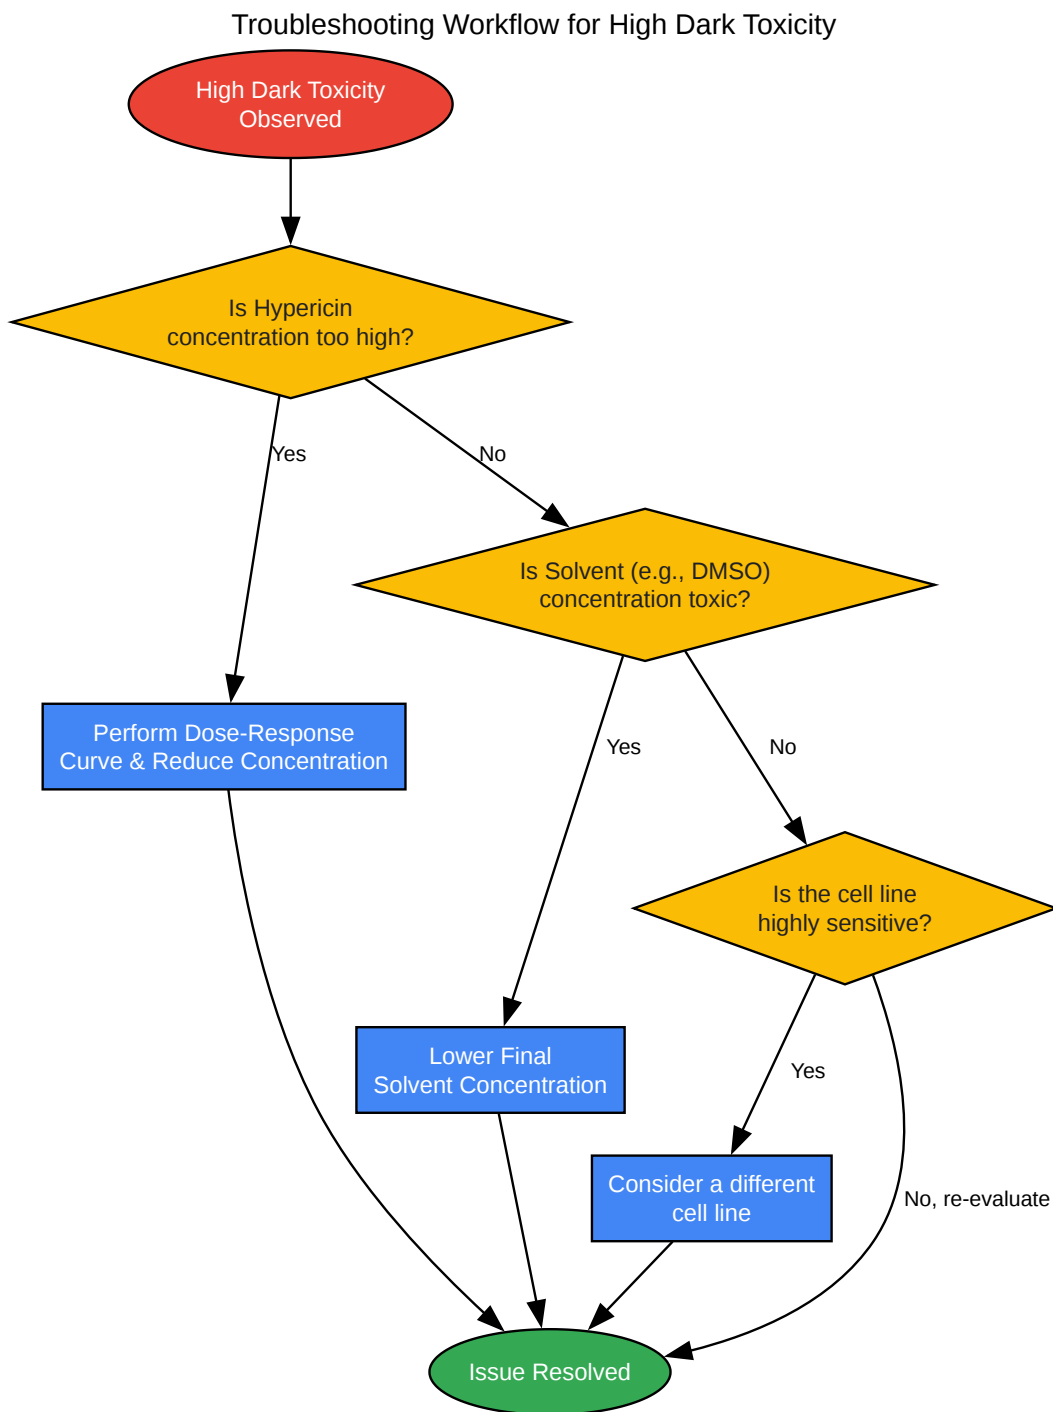 Troubleshooting Workflow for High Dark Toxicity
High Dark Toxicity
Observed
Is Hypericin
concentration too high?
Yes
No
Is Solvent (e.g., DMSO)
concentration toxic?
Perform Dose-Response
Curve & Reduce Concentration
Yes
No
Is the cell line
highly sensitive?
Lower Final
Solvent Concentration
Yes
Consider a different
cell line
No, re-evaluate
Issue Resolved